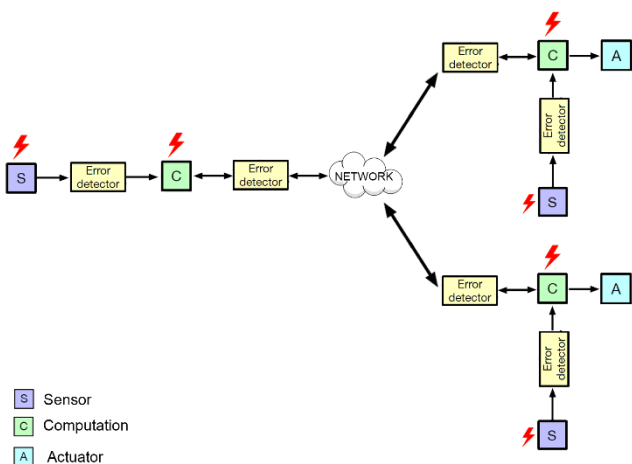 Error
detector
C
A
Error
detector
S
S
Error
detector
C
Error
detector
NETWORK
Error
detector
C
A
Error
detector
S
S Sensor
C Computation
A Actuator